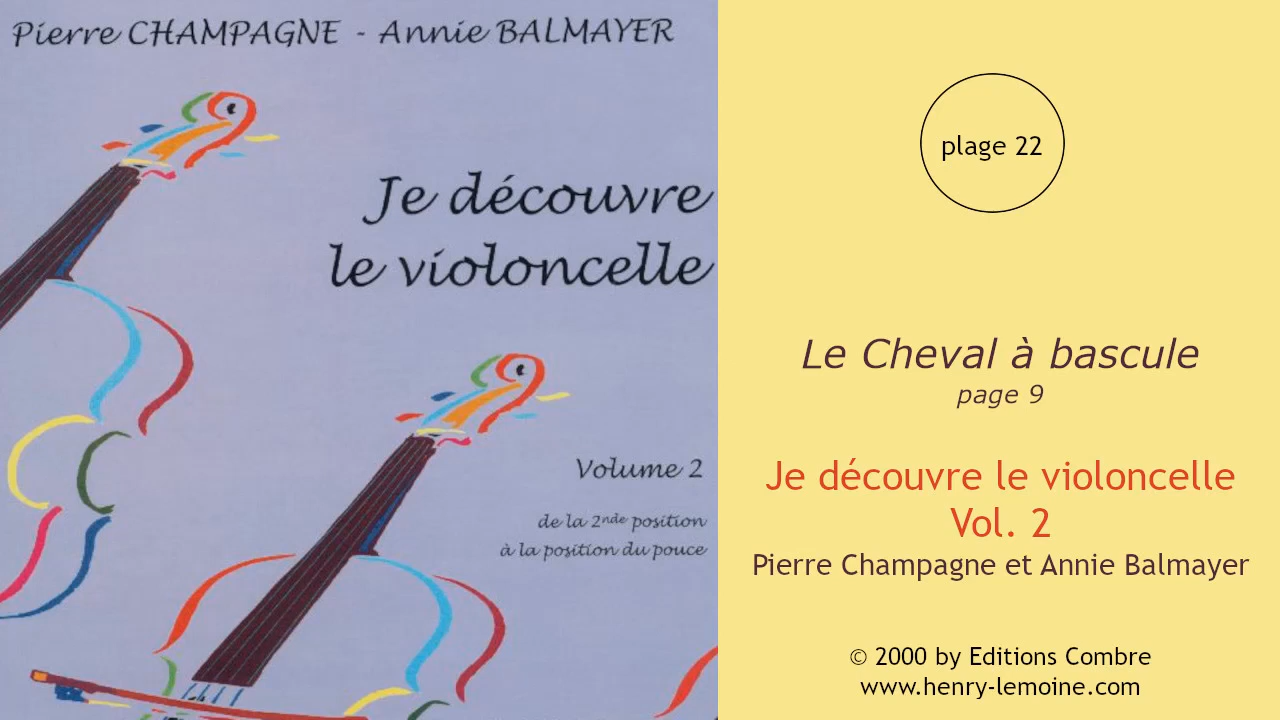 Pierre CHAMPAGNE - Annie BALMAYER
Je découvre
le violoncelle
Volume 2
de la 2nde position
à la position du pouce
plage 22
Le Cheval à bascule
page 9
Je découvre le violoncelle
Vol. 2
Pierre Champagne et Annie Balmayer
© 2000 by Editions Combre
www.henry-lemoine.com